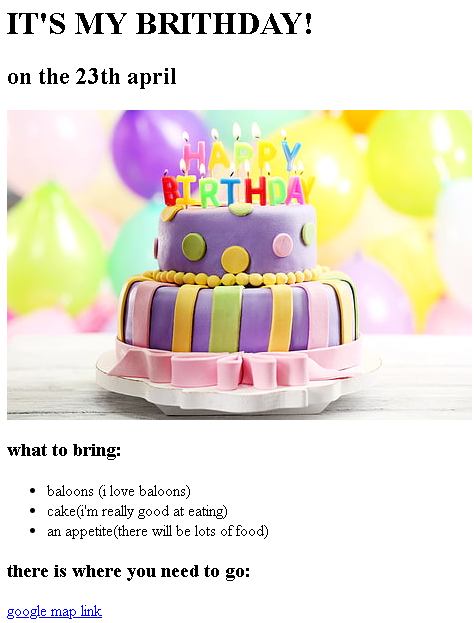 IT'S MY BRITHDAY!
on the 23th april
HAPPY
BIRTHDAY
what to bring:
baloons (i love baloons)
cake(i'm really good at eating)
an appetite(there will be lots of food)
there is where you need to go:
google map link